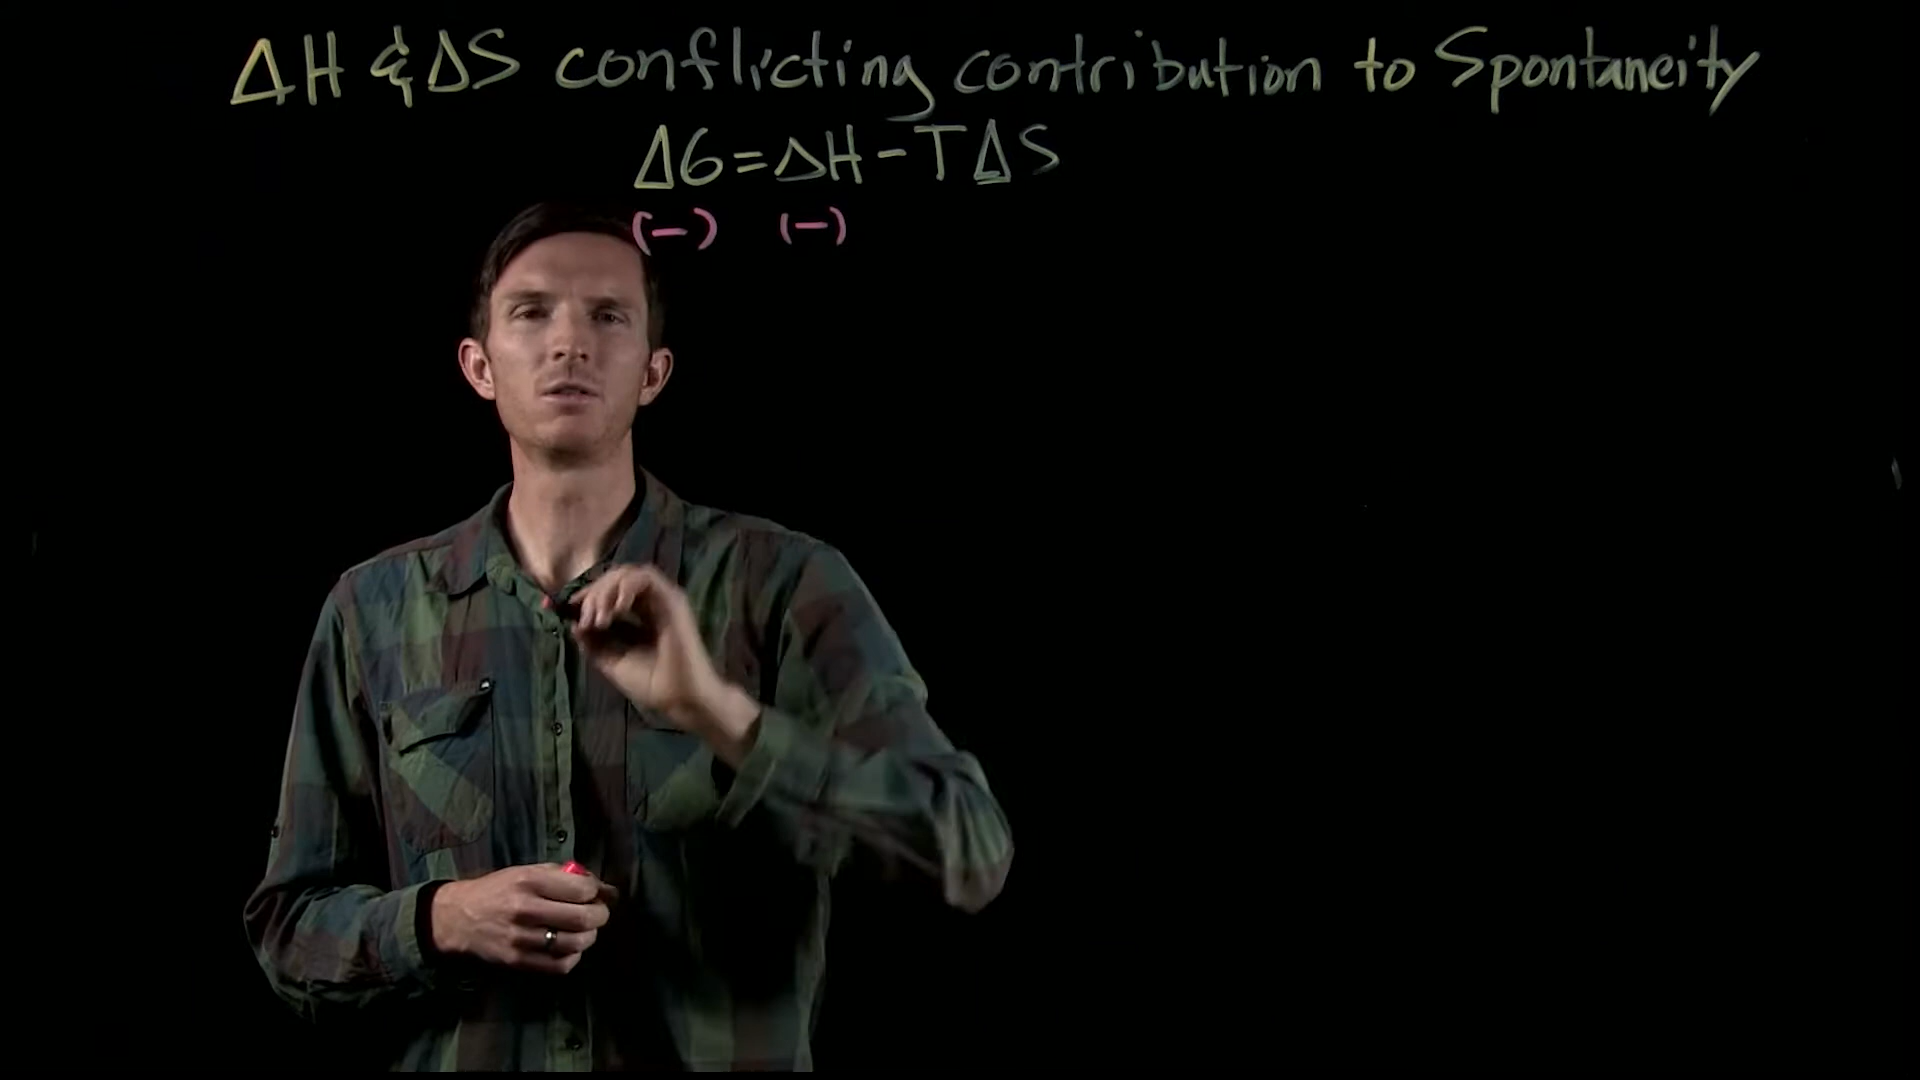 ΔH & ΔS conflicting contribution to Spontaneity
ΔG = ΔH - TΔS
(-) (-)